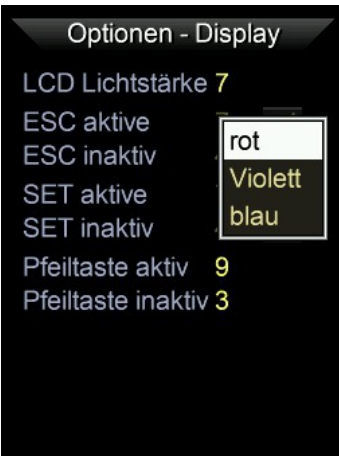 Optionen - Display
LCD Lichtstärke 7
ESC aktive
ESC inaktiv
SET aktive
SET inaktiv
rot
Violett
blau
Pfeiltaste aktiv 9
Pfeiltaste inaktiv 3